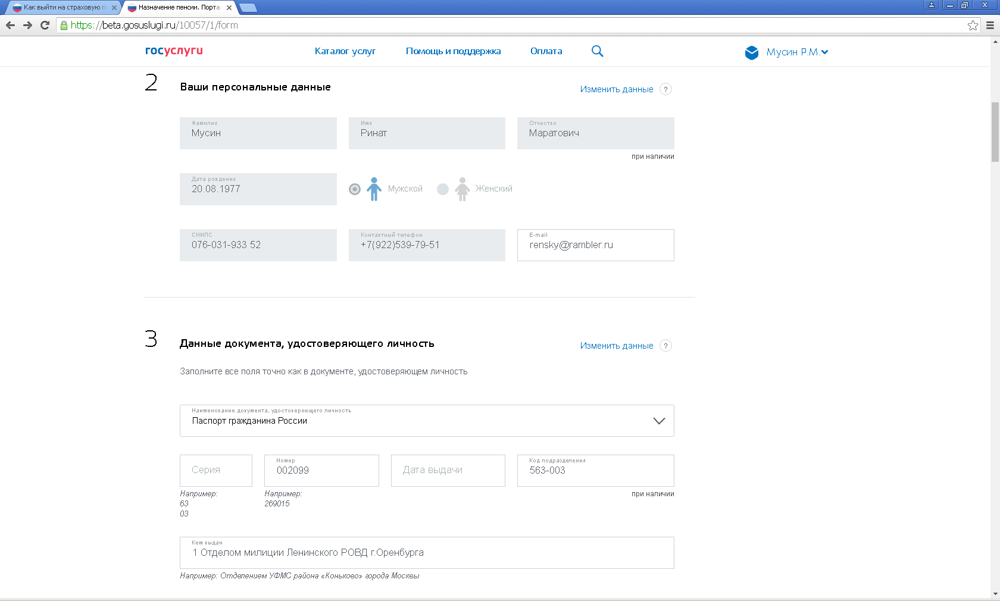 Как выйти на страховую п
Назначение пенсии. Порта
https://beta.gosuslugi.ru/10057/1/form
госуслуги
Каталог услуг
Помощь и поддержка
Оплата
Мусин Р.М.
2
Ваши персональные данные
Изменить данные ?
Фамилия
Мусин
Имя
Ринат
Отчество
Маратович
при наличии
Дата рождения
20.08.1977
Мужской
Женский
СНИЛС
076-031-933 52
Контактный телефон
+7(922)539-79-51
E-mail
rensky@rambler.ru
3
Данные документа, удостоверяющего личность
Изменить данные ?
Заполните все поля точно как в документе, удостоверяющем личность
Наименование документа, удостоверяющего личность
Паспорт гражданина России
Серия
Номер
002099
Дата выдачи
Код подразделения
563-003
Например:
63
03
Например:
269015
при наличии
Кем выдан
1 Отделом милиции Ленинского РОВД г.Оренбурга
Например: Отделением УФМС района «Коньково» города Москвы